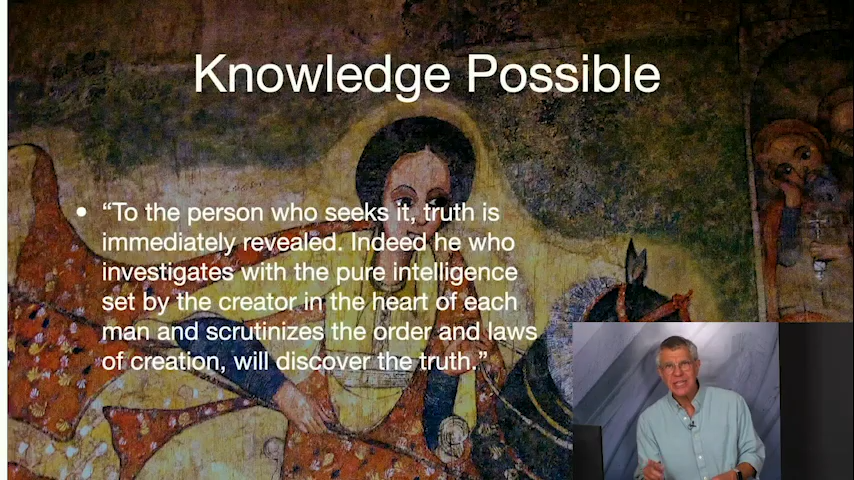 Knowledge Possible
• “To the person who seeks it, truth is
immediately revealed. Indeed he who
investigates with the pure intelligence
set by the creator in the heart of each
man and scrutinizes the order and laws
of creation, will discover the truth.”